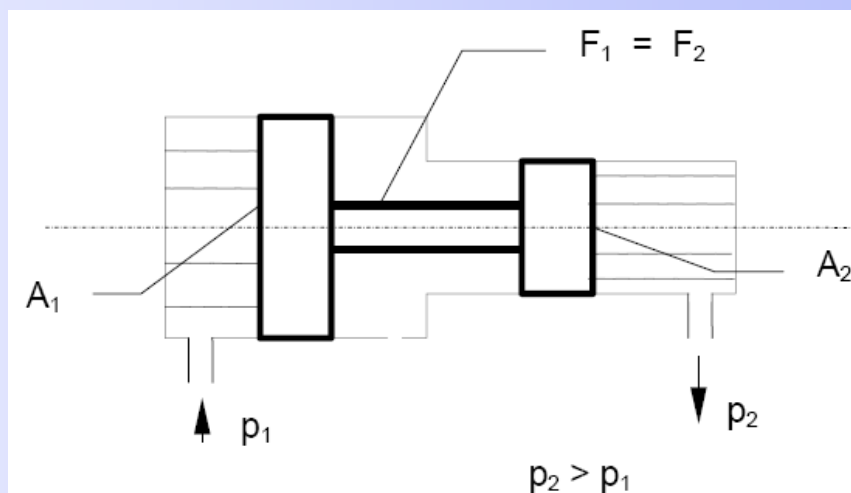 F₁ = F₂
A₁
A₂
p₁
p₂
p₂ > p₁